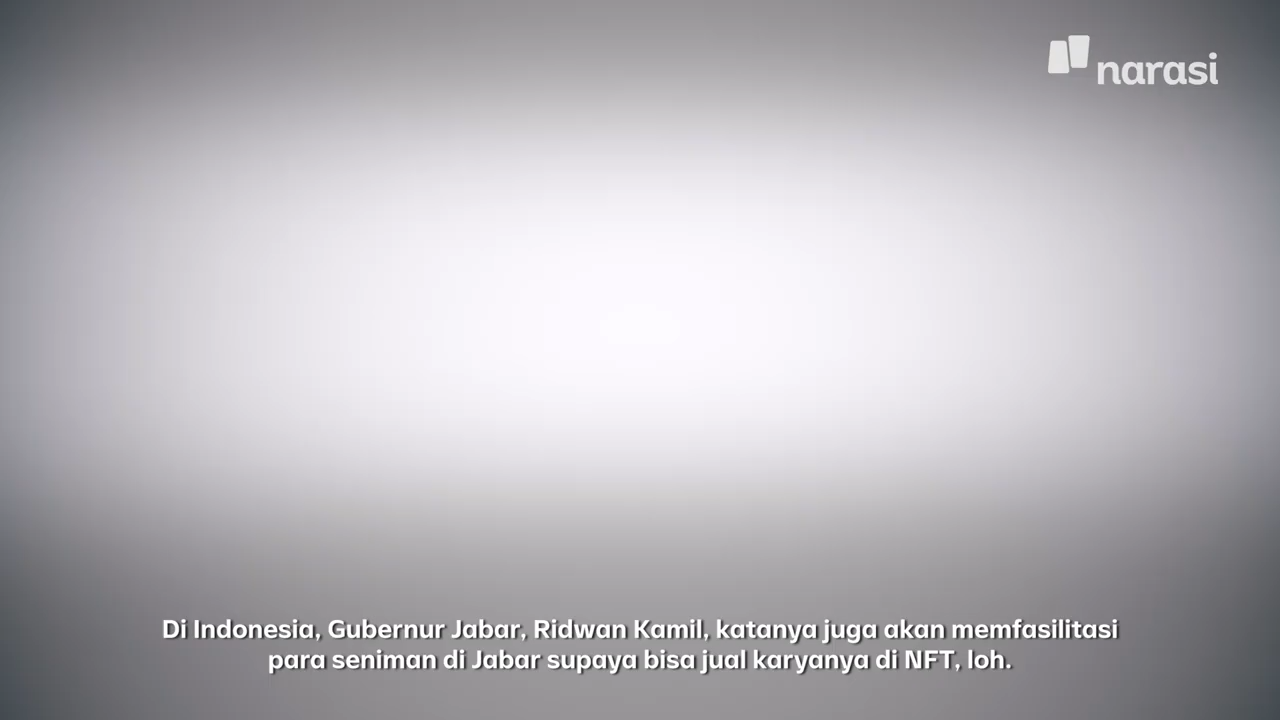 narasi
Di Indonesia, Gubernur Jabar, Ridwan Kamil, katanya juga akan memfasilitasi
para seniman di Jabar supaya bisa jual karyanya di NFT, loh.